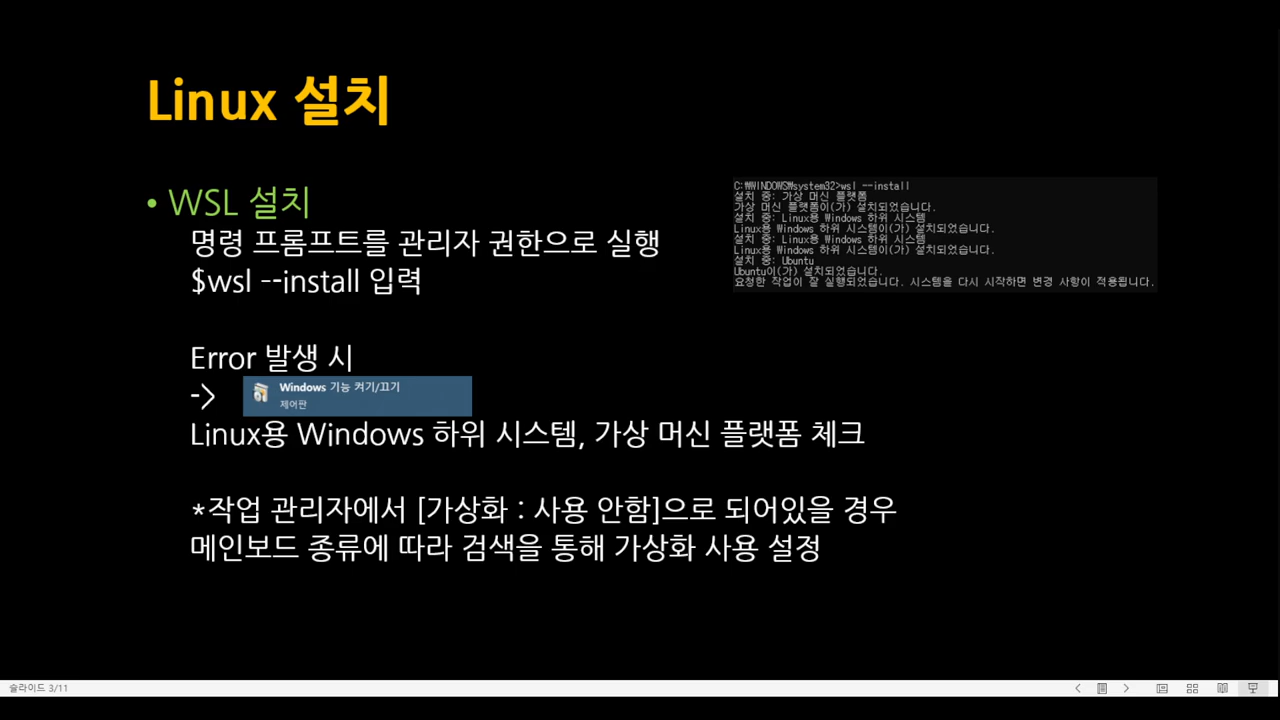 Linux 설치
• WSL 설치
명령 프롬프트를 관리자 권한으로 실행
$wsl --install 입력
C:₩WINDOWS₩system32>wsl --install
설치 중: 가상 머신 플랫폼
가상 머신 플랫폼이(가) 설치되었습니다.
설치 중: Linux용 Windows 하위 시스템
Linux용 Windows 하위 시스템이(가) 설치되었습니다.
설치 중: Linux용 Windows 하위 시스템
Linux용 Windows 하위 시스템이(가) 설치되었습니다.
설치 중: Ubuntu
Ubuntu이(가) 설치되었습니다.
요청한 작업이 잘 실행되었습니다. 시스템을 다시 시작하면 변경 사항이 적용됩니다.
Error 발생 시
-> Windows 기능 켜기/끄기
제어판
Linux용 Windows 하위 시스템, 가상 머신 플랫폼 체크
*작업 관리자에서 [가상화 : 사용 안함]으로 되어있을 경우
메인보드 종류에 따라 검색을 통해 가상화 사용 설정
슬라이드 3/11